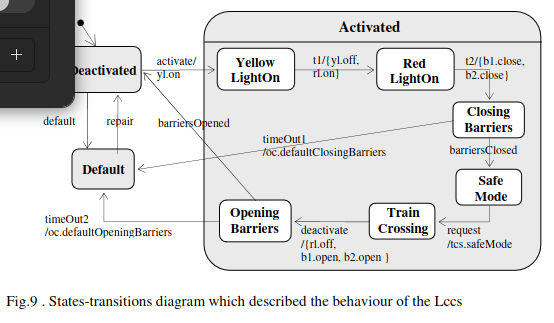 Activated
Deactivated
activate/
yl.on
Yellow
LightOn
t1/{yl.off,
rl.on}
Red
LightOn
t2/{b1.close,
b2.close}
default
repair
barriersOpened
Closing
Barriers
timeOut1
/oc.defaultClosingBarriers
barriersClosed
Default
Safe
Mode
timeOut2
/oc.defaultOpeningBarriers
Opening
Barriers
deactivate
/{rl.off,
b1.open, b2.open }
Train
Crossing
request
/tcs.safeMode
Fig.9 . States-transitions diagram which described the behaviour of the Lccs